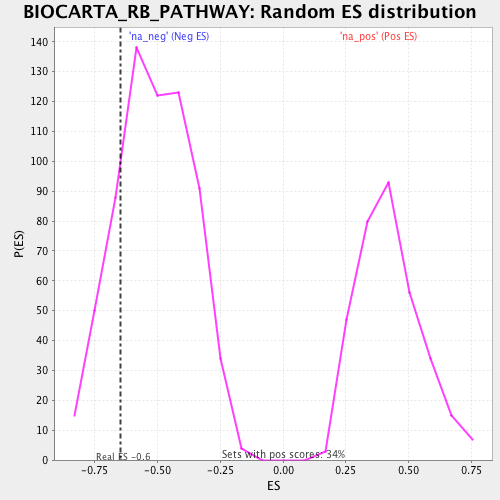 BIOCARTA_RB_PATHWAY: Random ES distribution
'na_neg' (Neg ES) 'na_pos' (Pos ES)
140
130
120
110
100
90
80
70
60
50
40
30
20
10
0
P(ES)
Real ES -0.6 Sets with pos scores: 34%
-0.75 -0.50 -0.25 0.00 0.25 0.50 0.75
ES